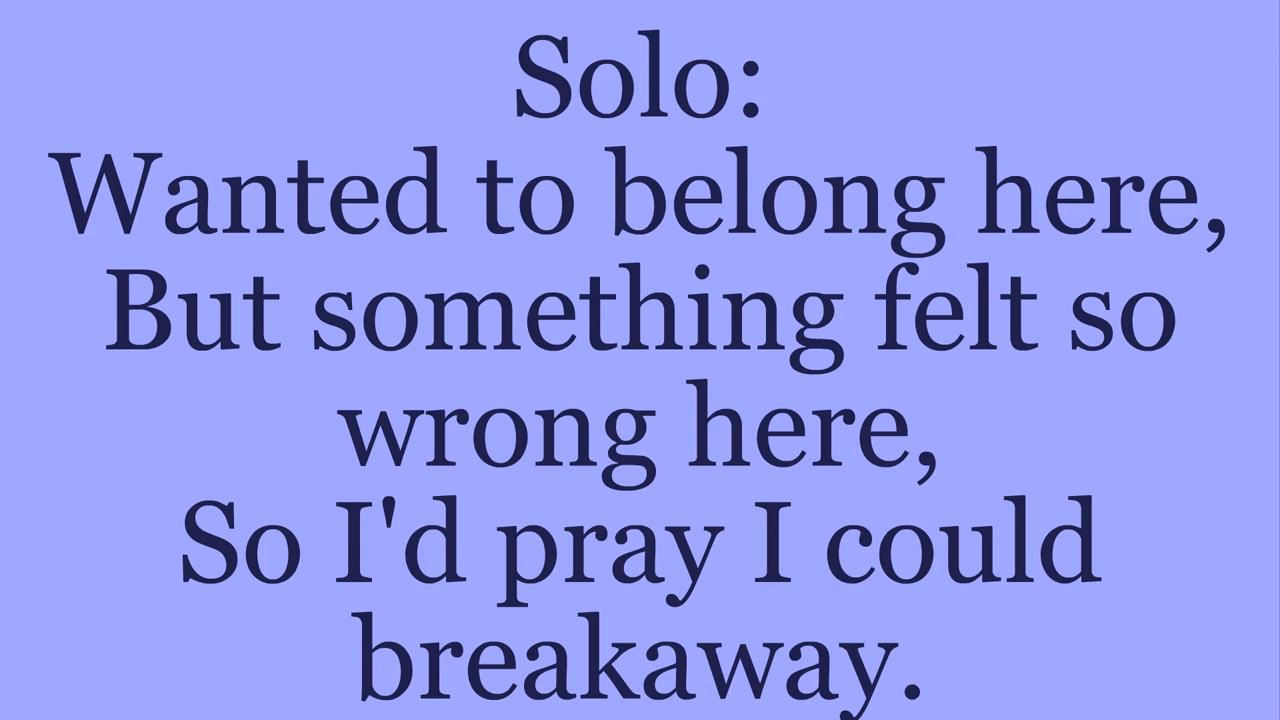 Solo:
Wanted to belong here,
But something felt so
wrong here,
So I'd pray I could
breakaway.